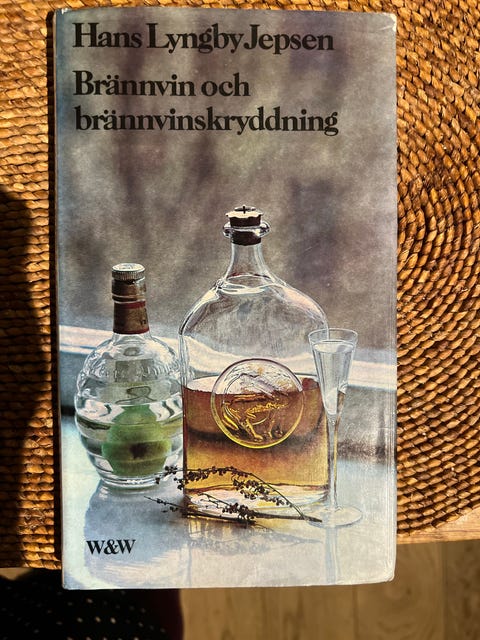 Hans Lyngby Jepsen
Brännvin och
brännvinskryddning
W&W